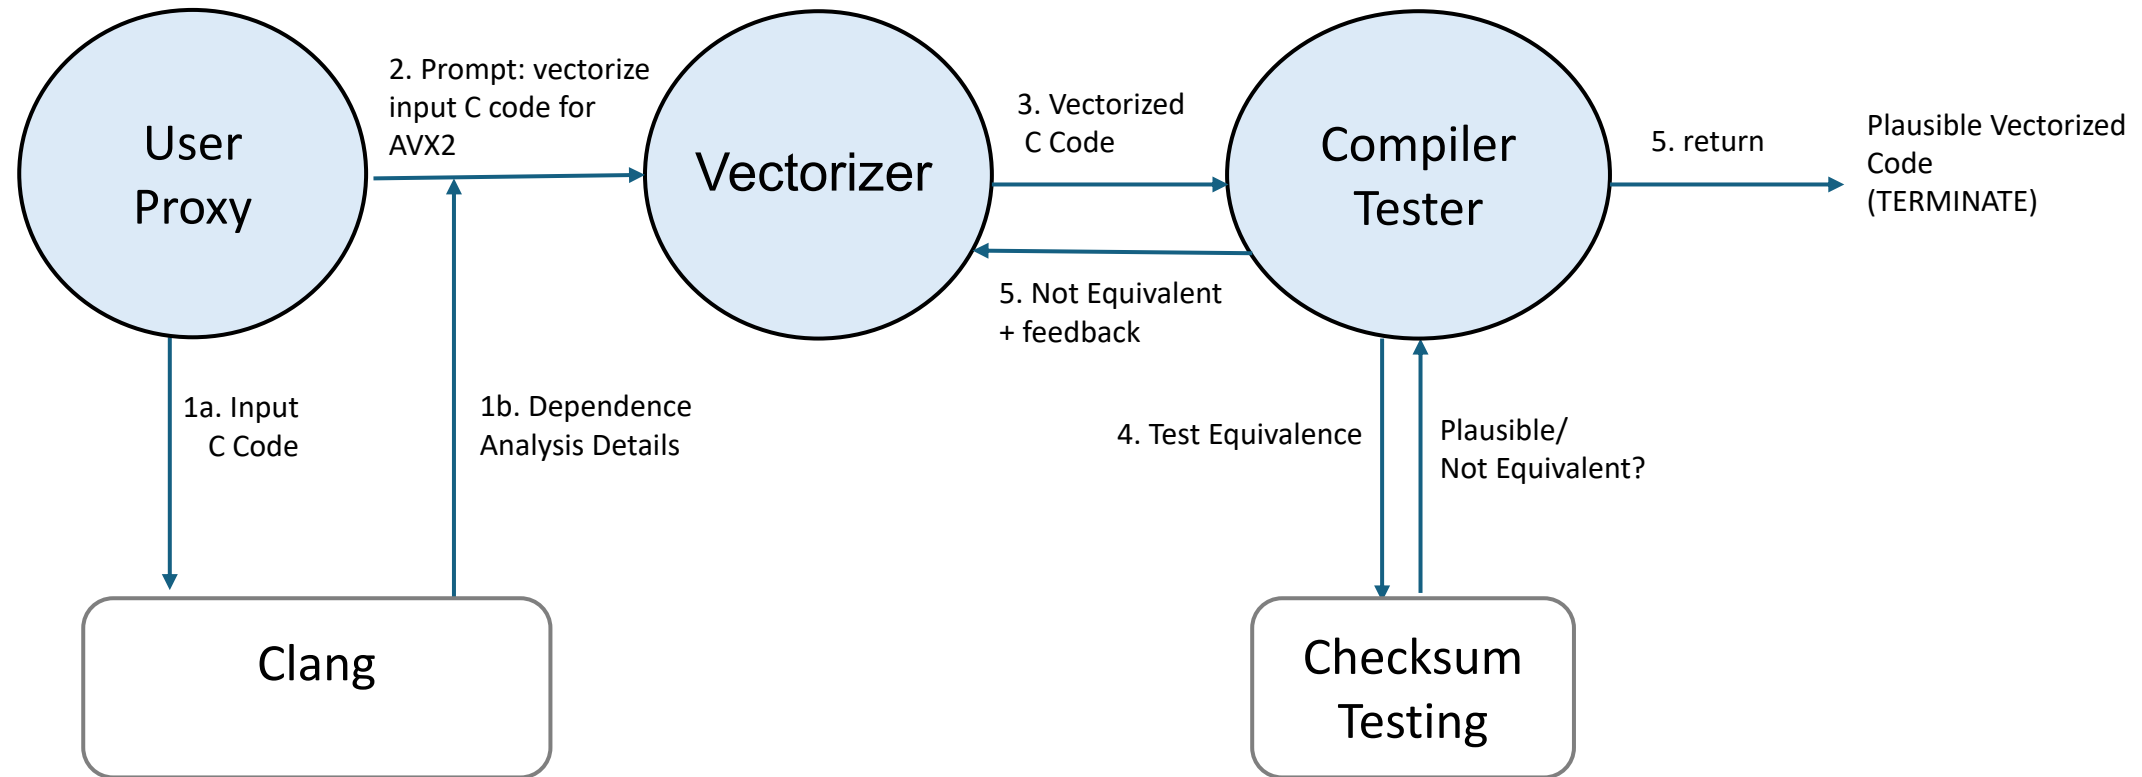 User
Proxy
2. Prompt: vectorize
input C code for
AVX2
Vectorizer
3. Vectorized
C Code
Compiler
Tester
5. return
Plausible Vectorized
Code
(TERMINATE)
5. Not Equivalent
+ feedback
1a. Input
C Code
1b. Dependence
Analysis Details
4. Test Equivalence
Plausible/
Not Equivalent?
Clang
Checksum
Testing